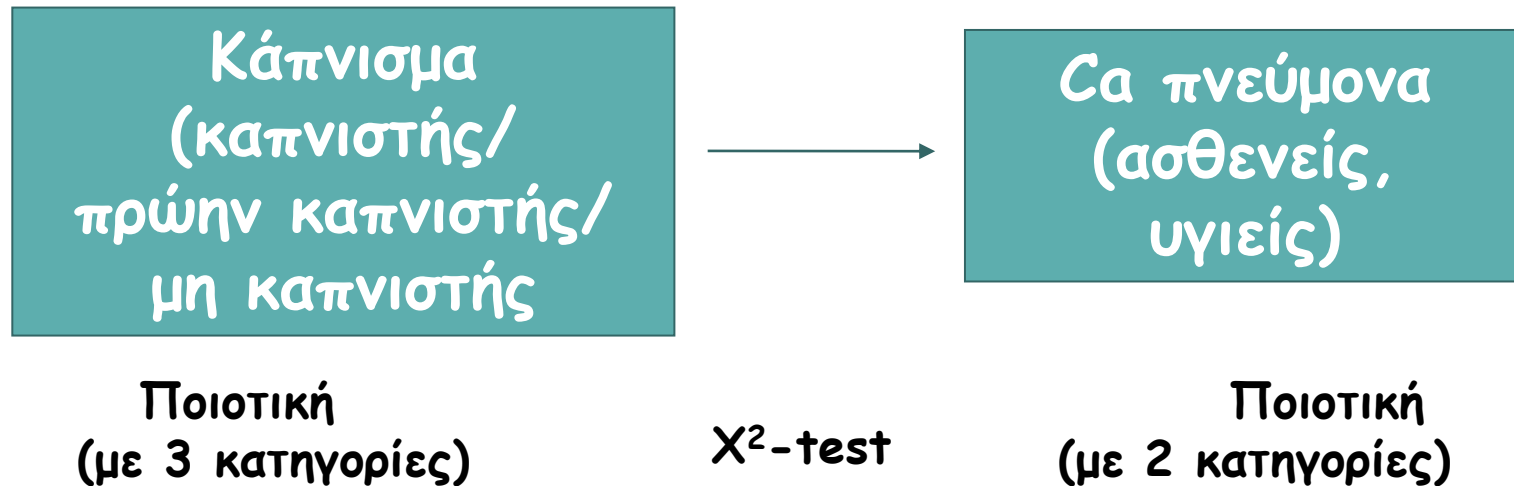 Κάπνισμα
(καπνιστής/
πρώην καπνιστής/
μη καπνιστής
Ca πνεύμονα
(ασθενείς,
υγιείς)
Ποιοτική
(με 3 κατηγορίες)
X²-test
Ποιοτική
(με 2 κατηγορίες)